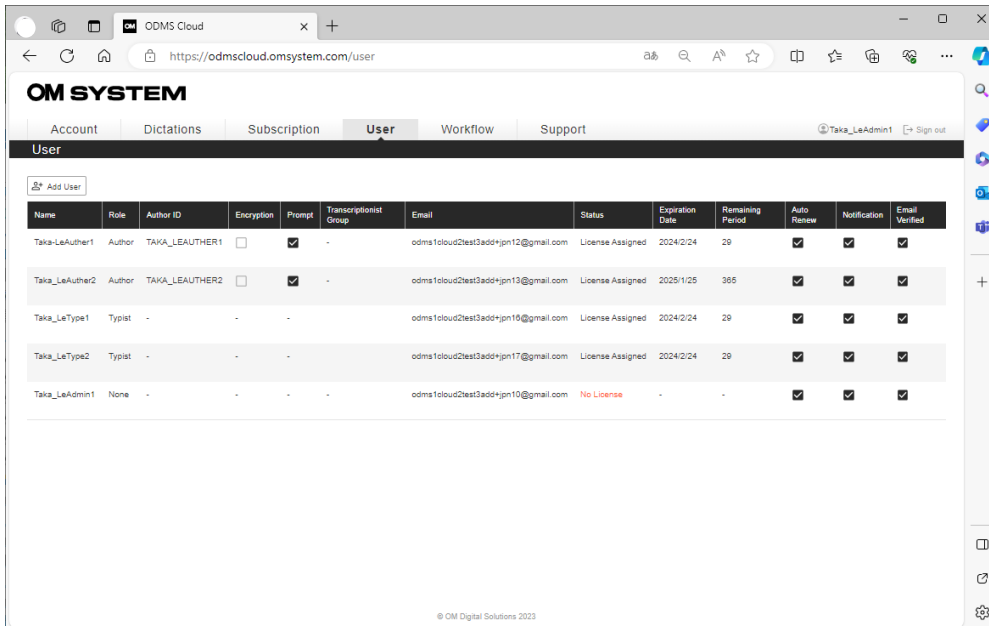 OM ODMS Cloud
https://odmscloud.omsystem.com/user
OM SYSTEM
Account Dictations Subscription User Workflow Support Taka_LeAdmin1 Sign out
User
Add User
Name Role Author ID Encryption Prompt Transcriptionist Group Email Status Expiration Date Remaining Period Auto Renew Notification Email Verified
Taka-LeAuther1 Author TAKA_LEAUTHER1 - odms1cloud2test3add+jpn12@gmail.com License Assigned 2024/2/24 29
Taka_LeAuther2 Author TAKA_LEAUTHER2 - odms1cloud2test3add+jpn13@gmail.com License Assigned 2025/1/25 365
Taka_LeType1 Typist - - - odms1cloud2test3add+jpn16@gmail.com License Assigned 2024/2/24 29
Taka_LeType2 Typist - - - odms1cloud2test3add+jpn17@gmail.com License Assigned 2024/2/24 29
Taka_LeAdmin1 None - - - - odms1cloud2test3add+jpn10@gmail.com No License - -
© OM Digital Solutions 2023